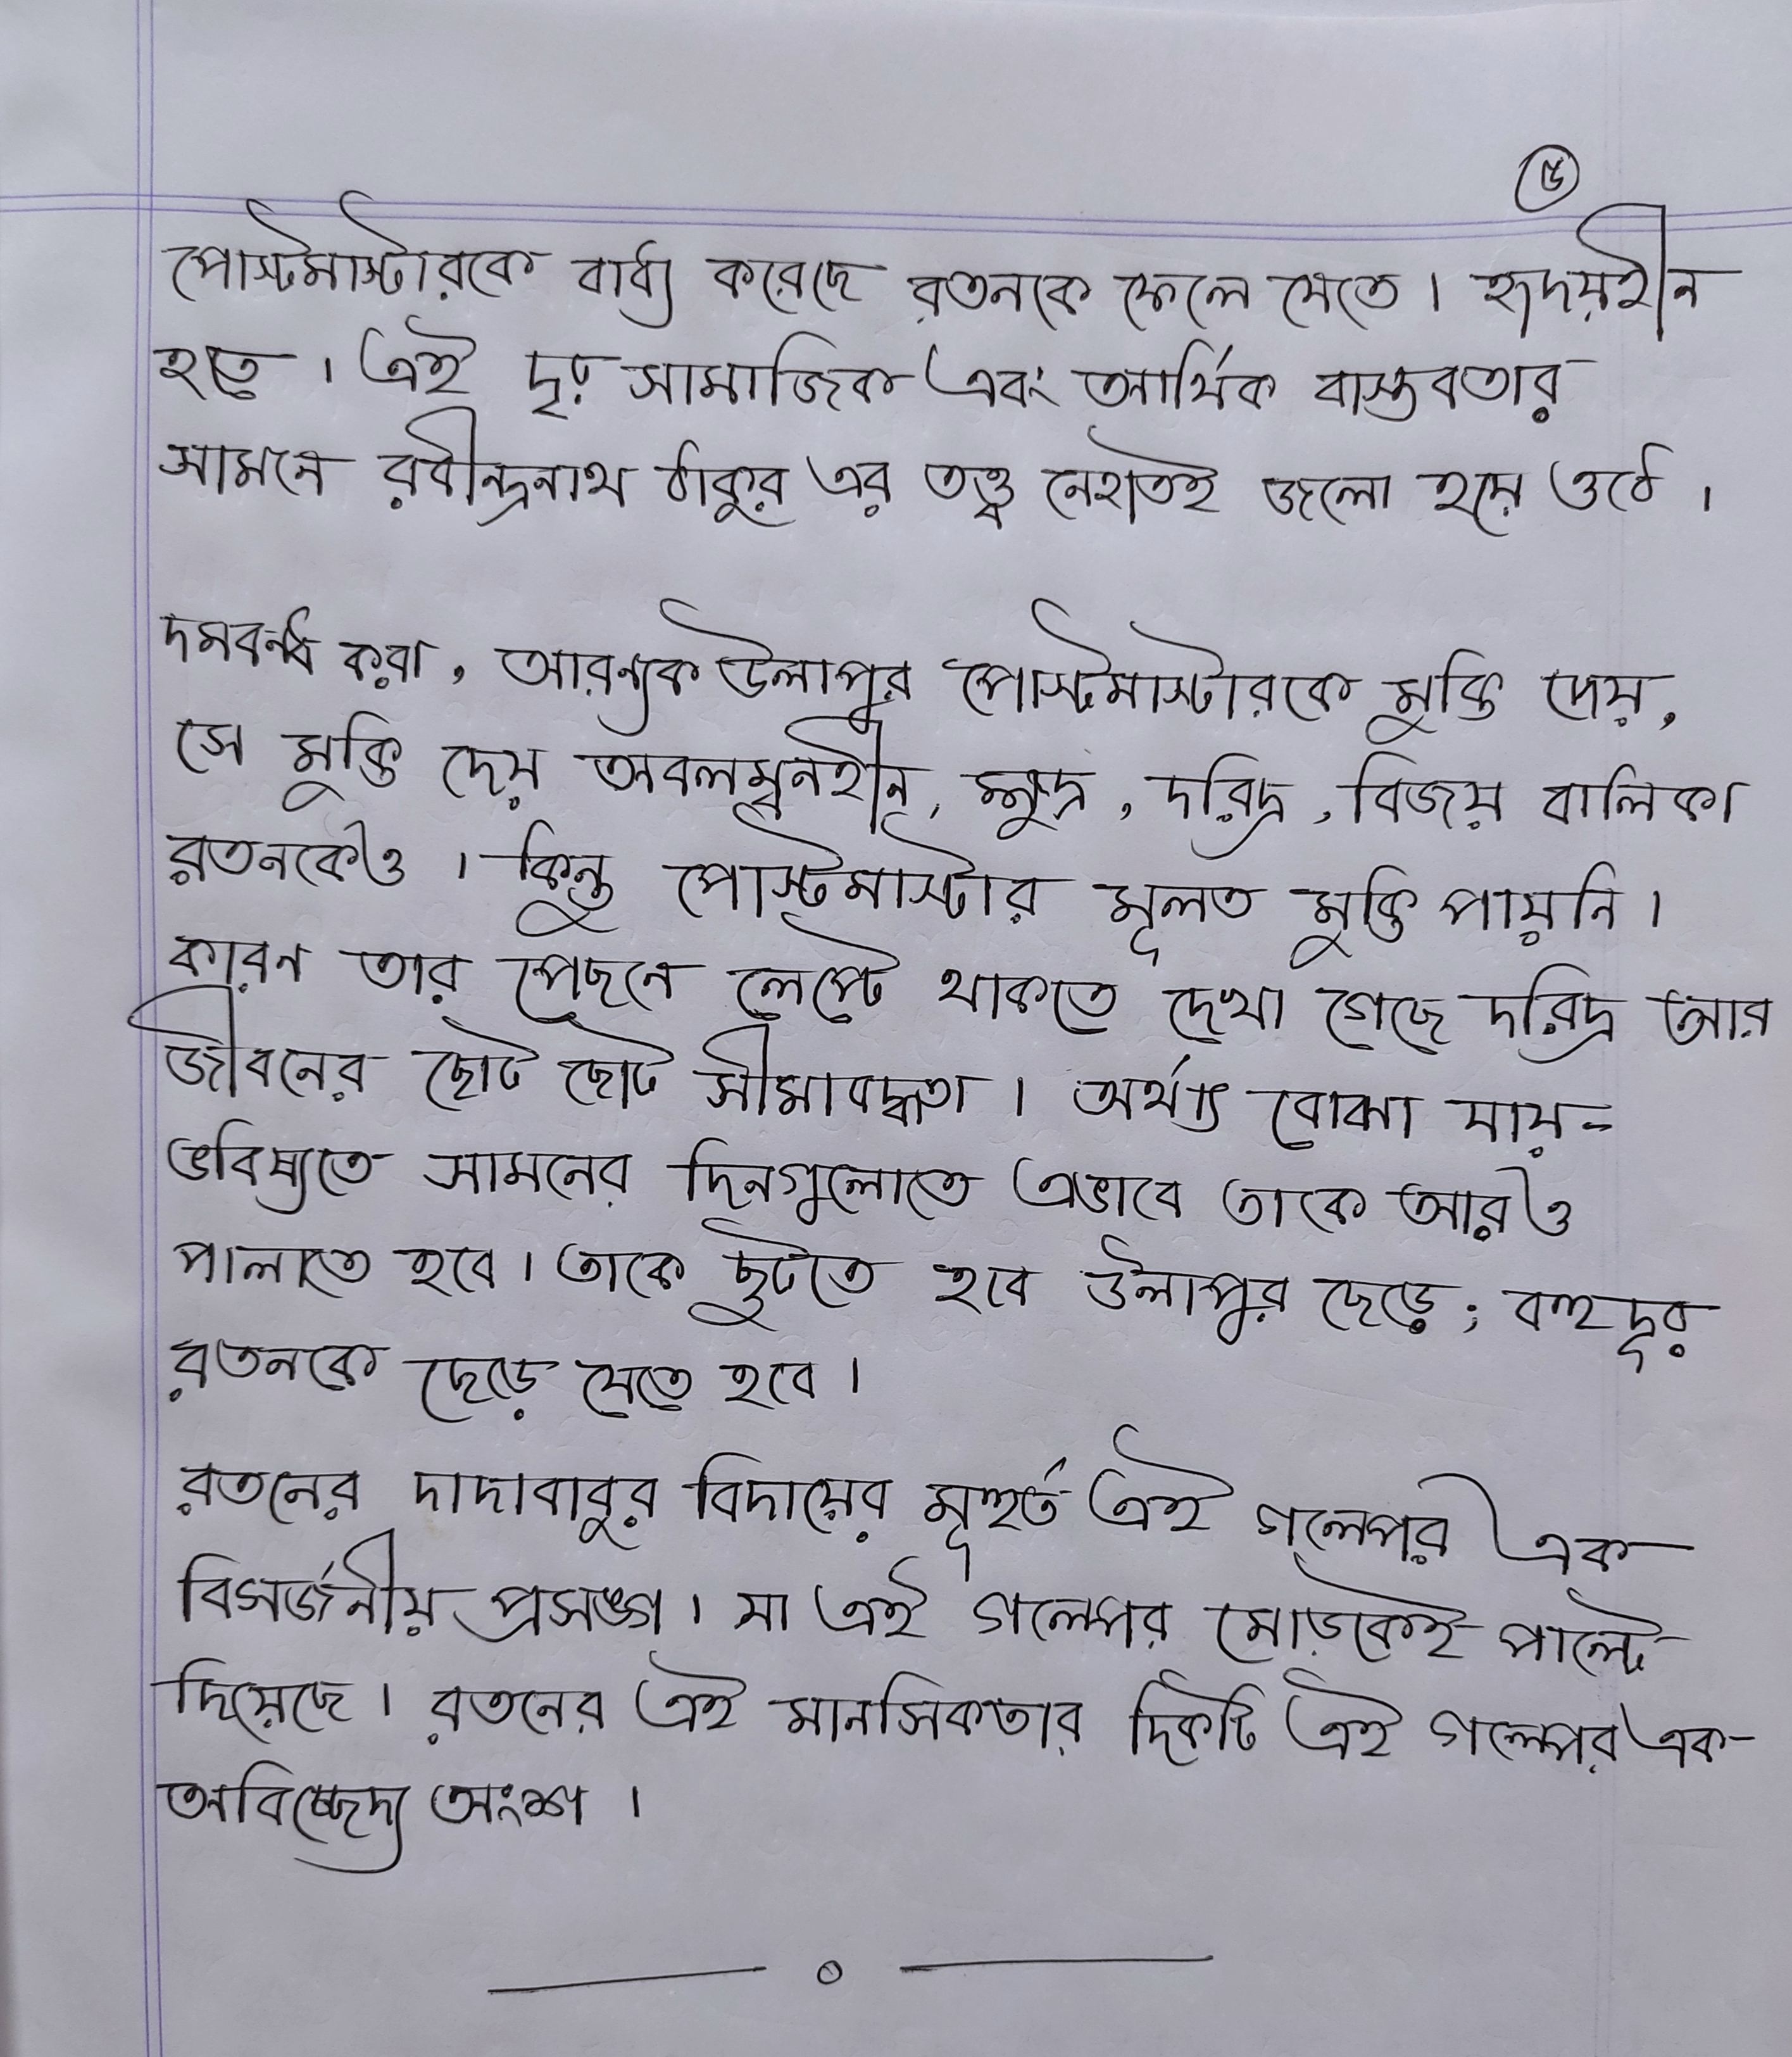 ৫
পোস্টমাস্টারকে বাধ্য করেছে রতনকে ফেলে যেতে। হৃদয়হীন
হতে। এই দৃঢ় সামাজিক এবং আর্থিক বাস্তবতার
সামনে রবীন্দ্রনাথ ঠাকুর এর তত্ত্ব নেহাতই জলো হয়ে ওঠে।
দমবন্ধ করা, আরন্যক উলাপুর পোস্টমাস্টারকে মুক্তি দেয়,
সে মুক্তি দেয় অবলম্বনহীন, ক্ষুদ্র, দরিদ্র, বিজয় বালিকা
রতনকেও। কিন্তু পোস্টমাস্টার মূলত মুক্তি পায়নি।
কারন তার পেছনে লেপ্টে থাকতে দেখা গেছে দরিদ্র আর
জীবনের ছোট ছোট সীমাবদ্ধতা। অর্থাৎ বোঝা যায়-
ভবিষ্যতে সামনের দিনগুলোতে এভাবে তাকে আরও
পালাতে হবে। তাকে ছুটতে হবে উলাপুর ছেড়ে; বহুদূর
রতনকে ছেড়ে যেতে হবে।
রতনের দাদাবাবুর বিদায়ের মূহুর্ত এই গল্পের এক
বিসর্জনীয় প্রসঙ্গ। যা এই গল্পের মোড়কেই পাল্টে
দিয়েছে। রতনের এই মানসিকতার দিকটি এই গল্পের এক
অবিচ্ছেদ্য অংশ।